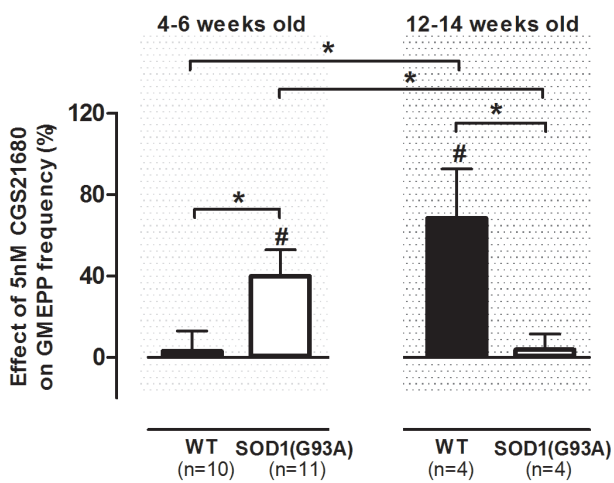 4-6 weeks old
12-14 weeks old
*
*
*
*
#
#
Effect of 5nM CGS21680
on GMEPP frequency (%)
120
80
40
0
WT
SOD1(G93A)
WT
SOD1(G93A)
(n=10)
(n=11)
(n=4)
(n=4)